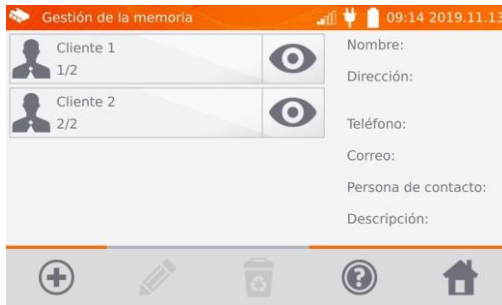 Gestión de la memoria
09:14 2019.11.13
Cliente 1
1/2
Cliente 2
2/2
Nombre:
Dirección:
Teléfono:
Correo:
Persona de contacto:
Descripción: